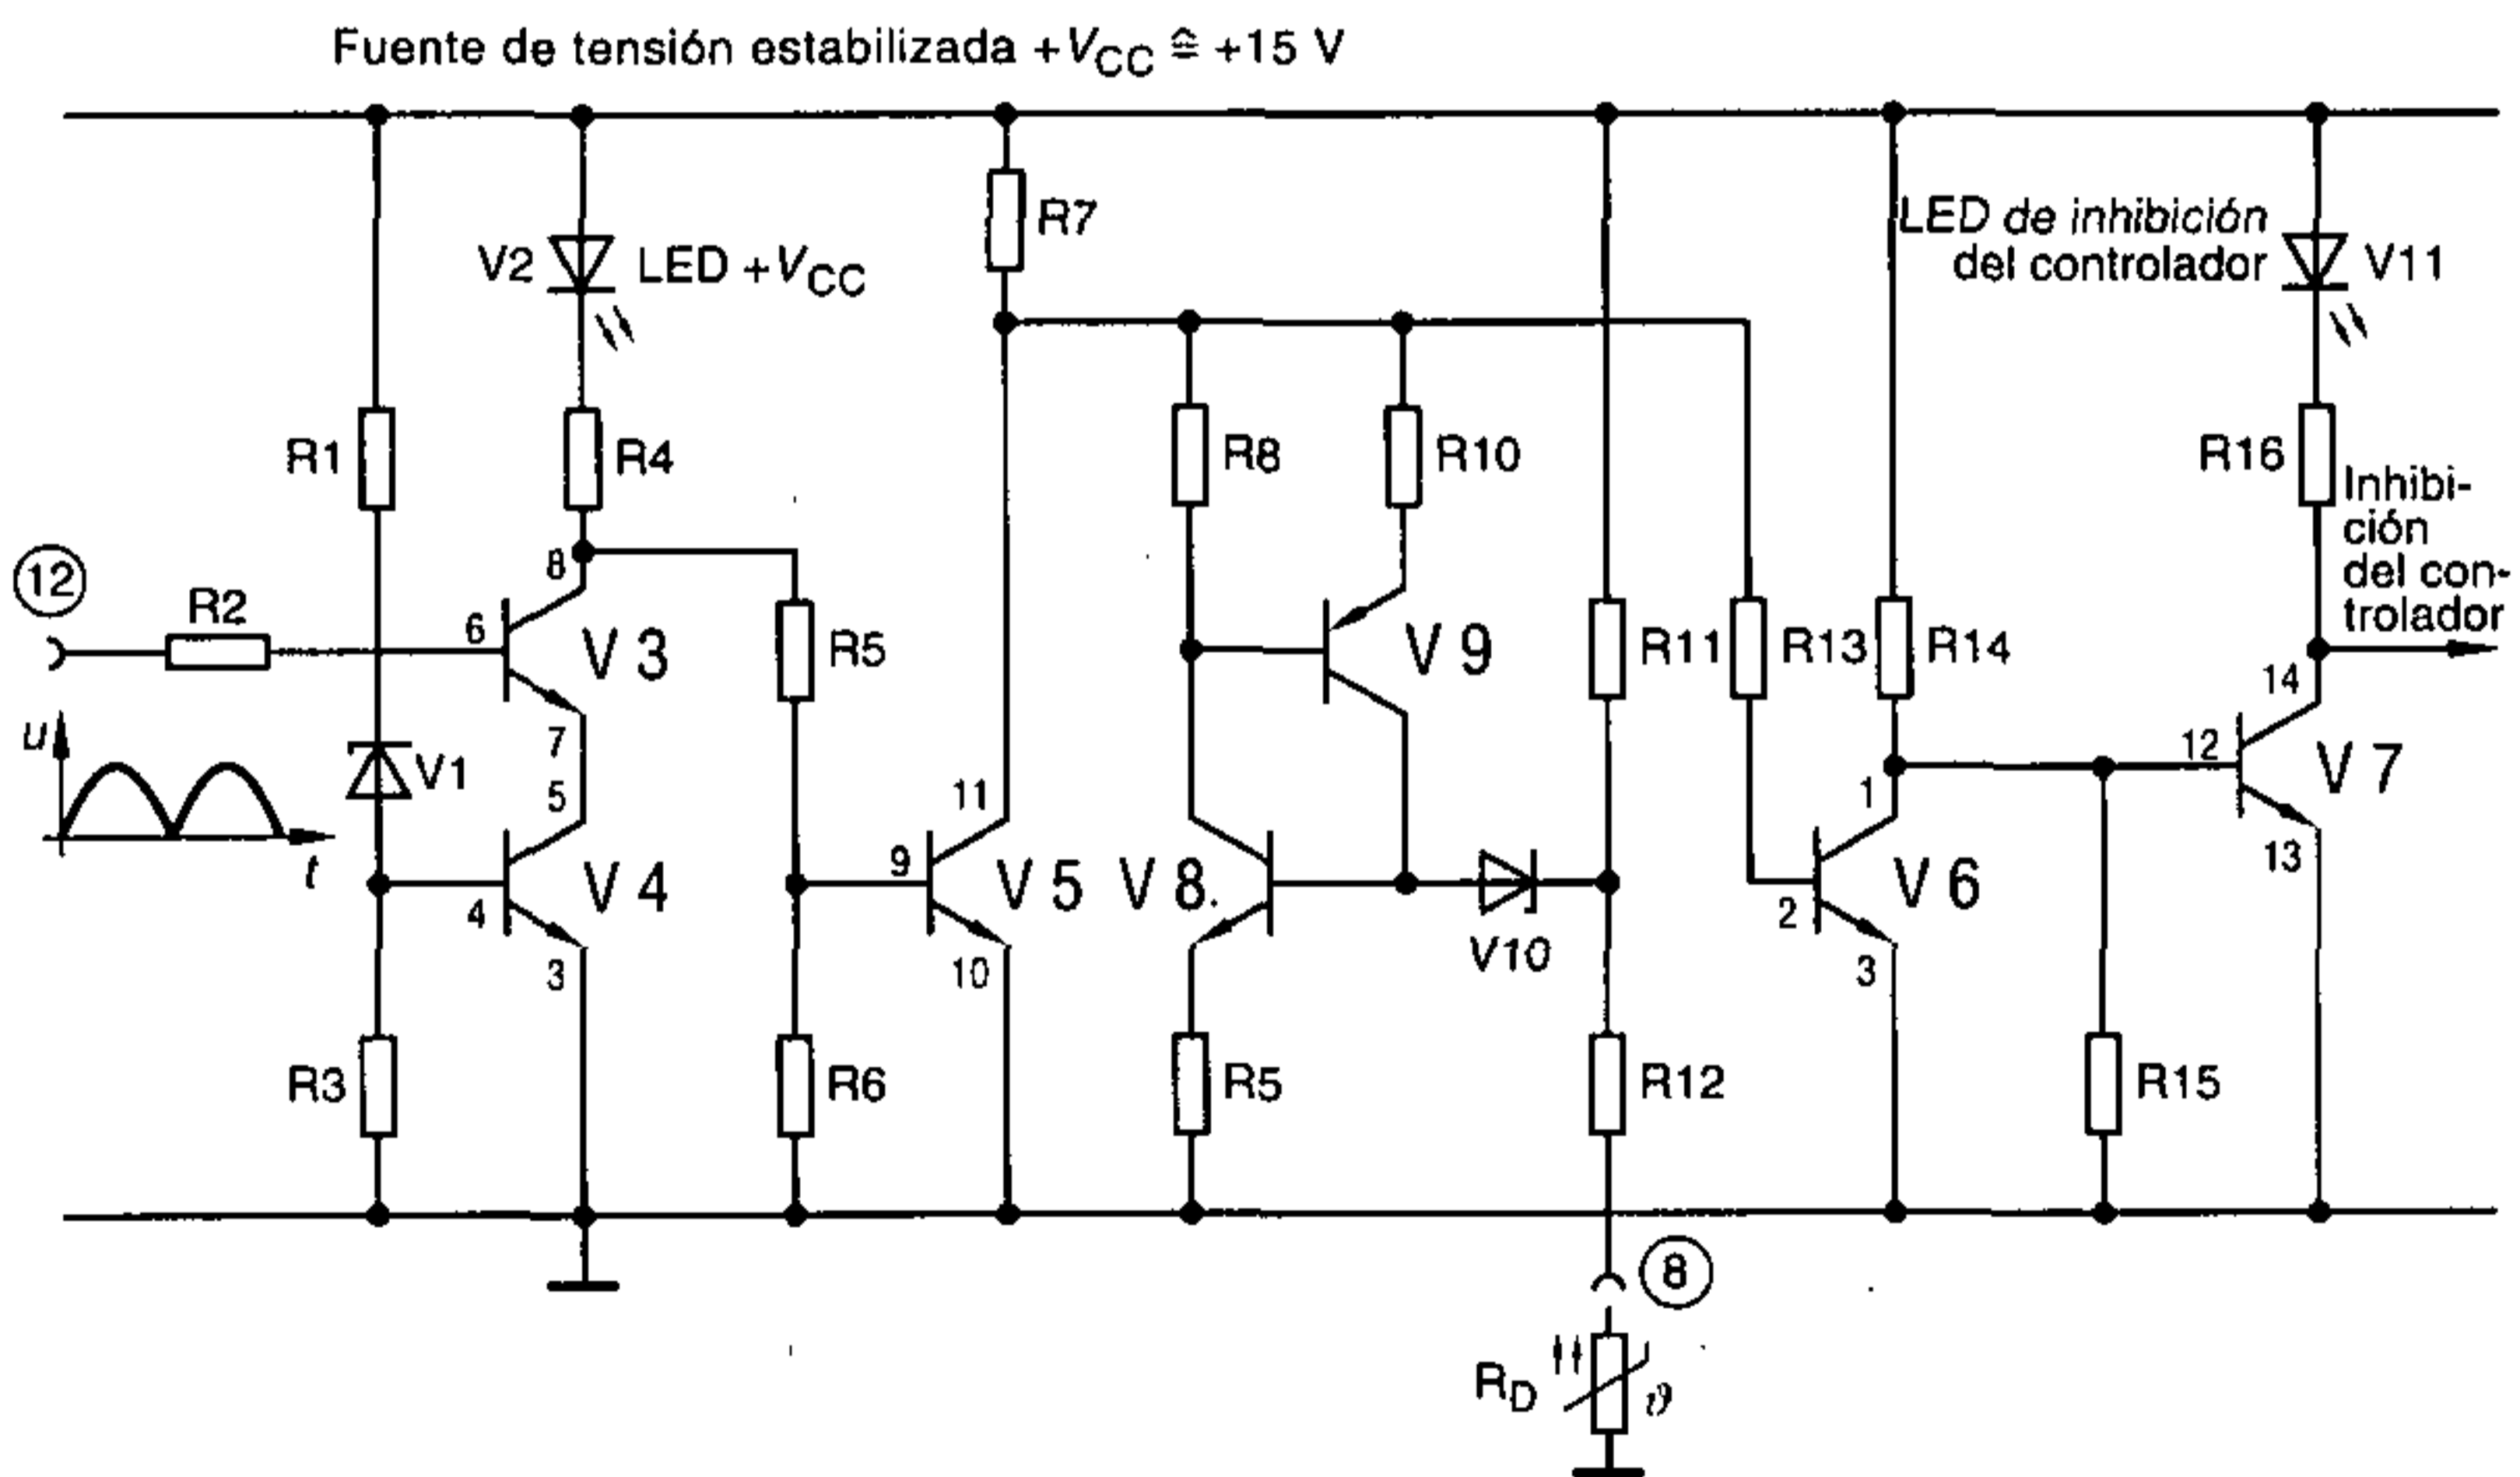 Fuente de tensión estabilizada +VCC ≙ +15 V
R7
LED de inhibición
del controlador
V2
LED +VCC
V11
R1
R4
R8
R10
R16
Inhibi-
ción
del con-
trolador
12
R2
8
6
V 3
R5
V 9
R11
R13
R14
14
u
7
V1
5
11
1
12
V 7
t
4
V 4
9
V 5
V 8.
V10
2
V 6
13
3
10
3
R3
R6
R5
R12
R15
8
RD
ϑ